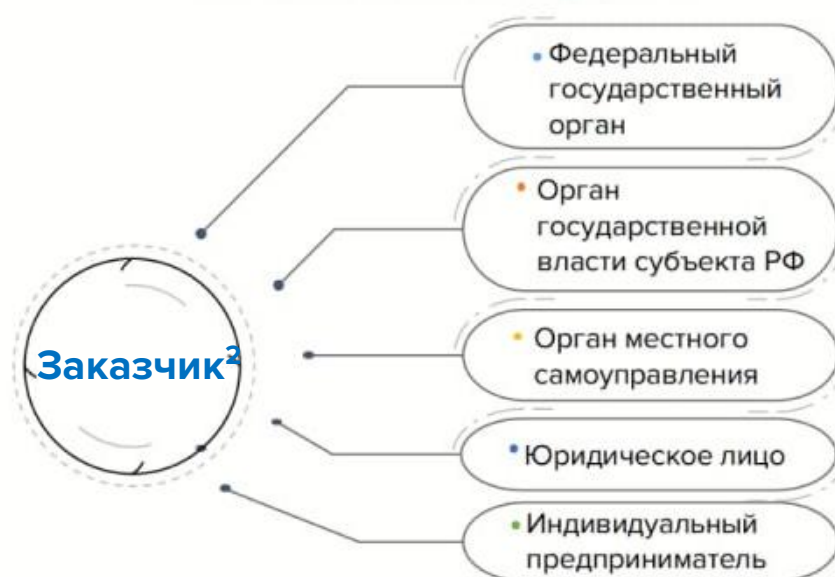 Федеральный
государственный
орган
Орган
государственной
власти субъекта РФ
Заказчик²
Орган местного
самоуправления
Юридическое лицо
Индивидуальный
предприниматель